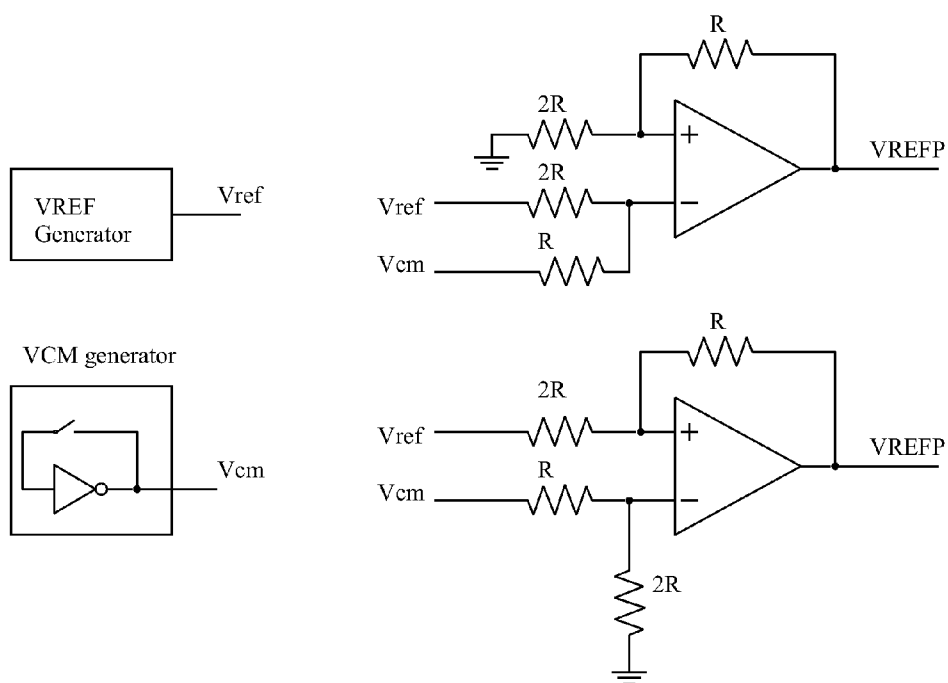 VREF
Generator
Vref
VCM generator
Vcm
R
2R
+
2R
−
Vref
R
Vcm
VREFP
R
2R
+
Vref
R
−
Vcm
2R
VREFP